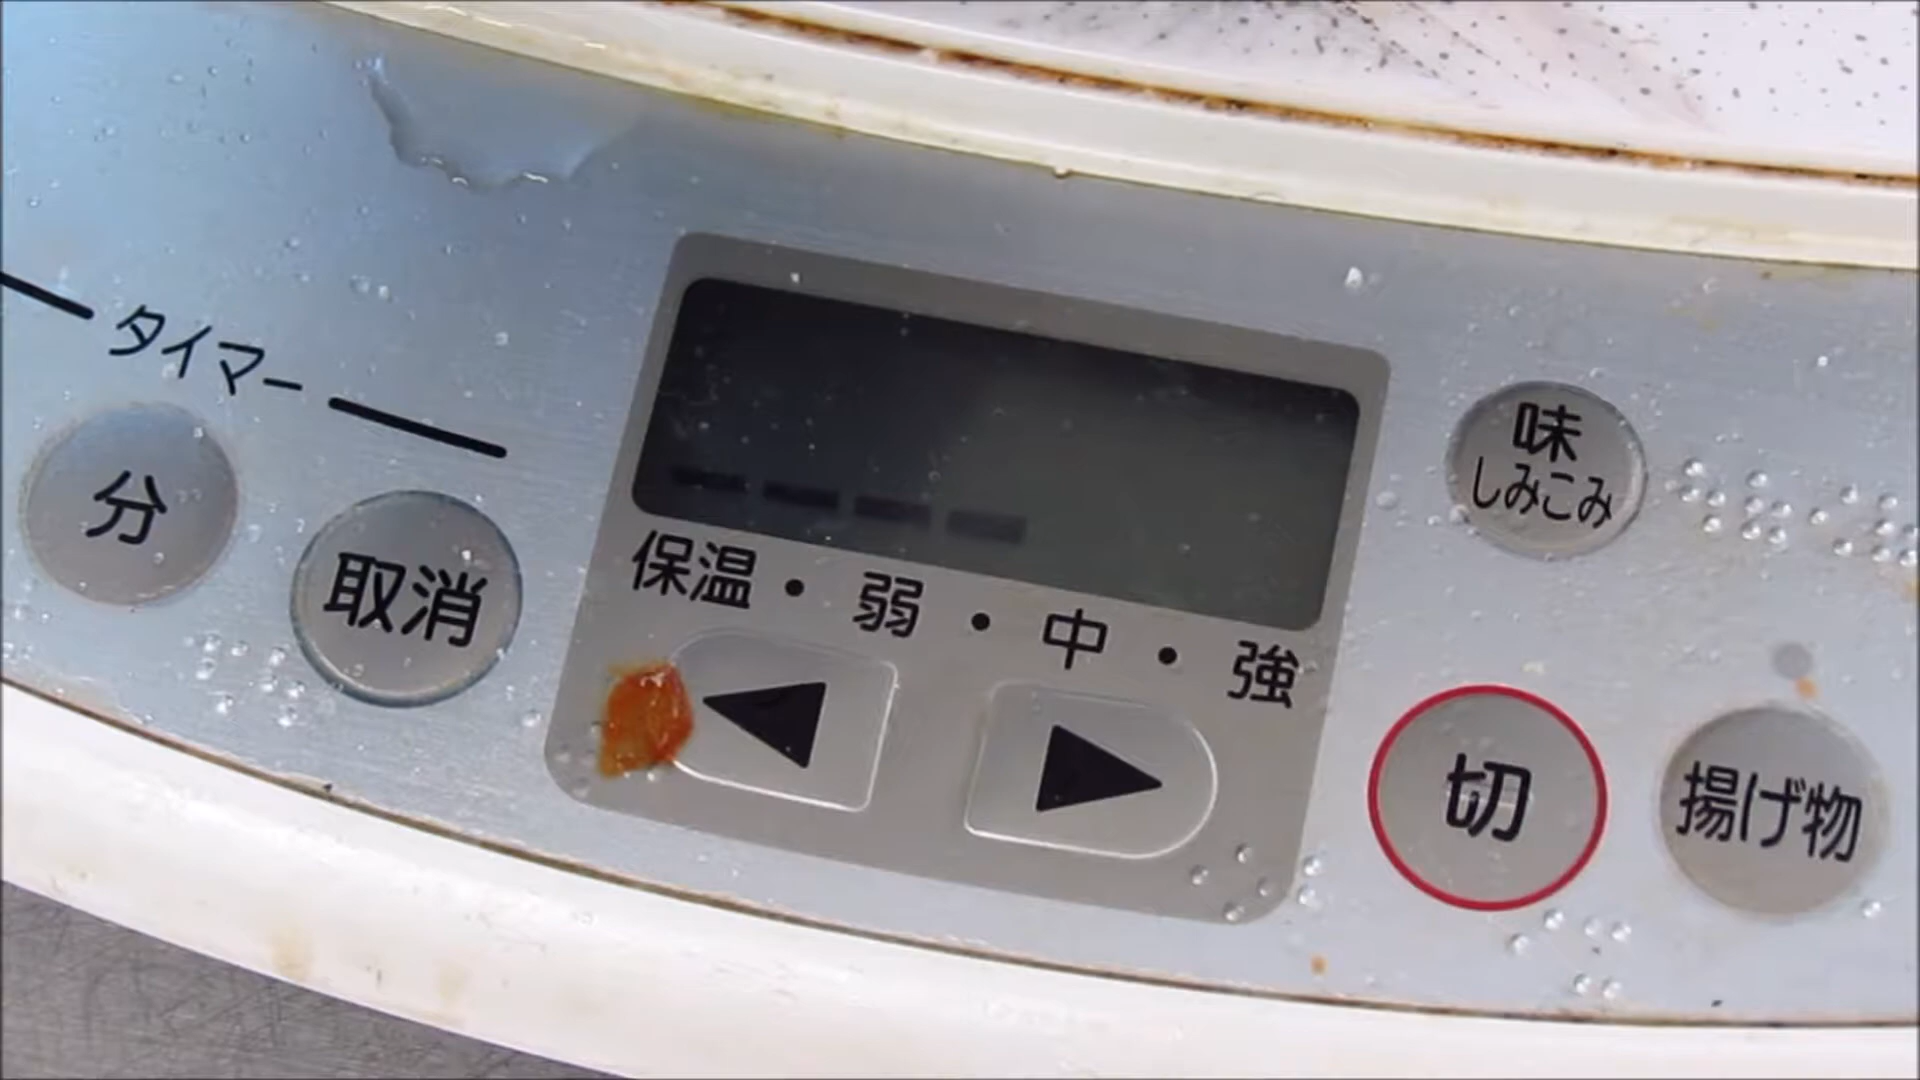 タイマー
分
取消
保温・弱・中・強
◀ ▶
味
しみこみ
切
揚げ物